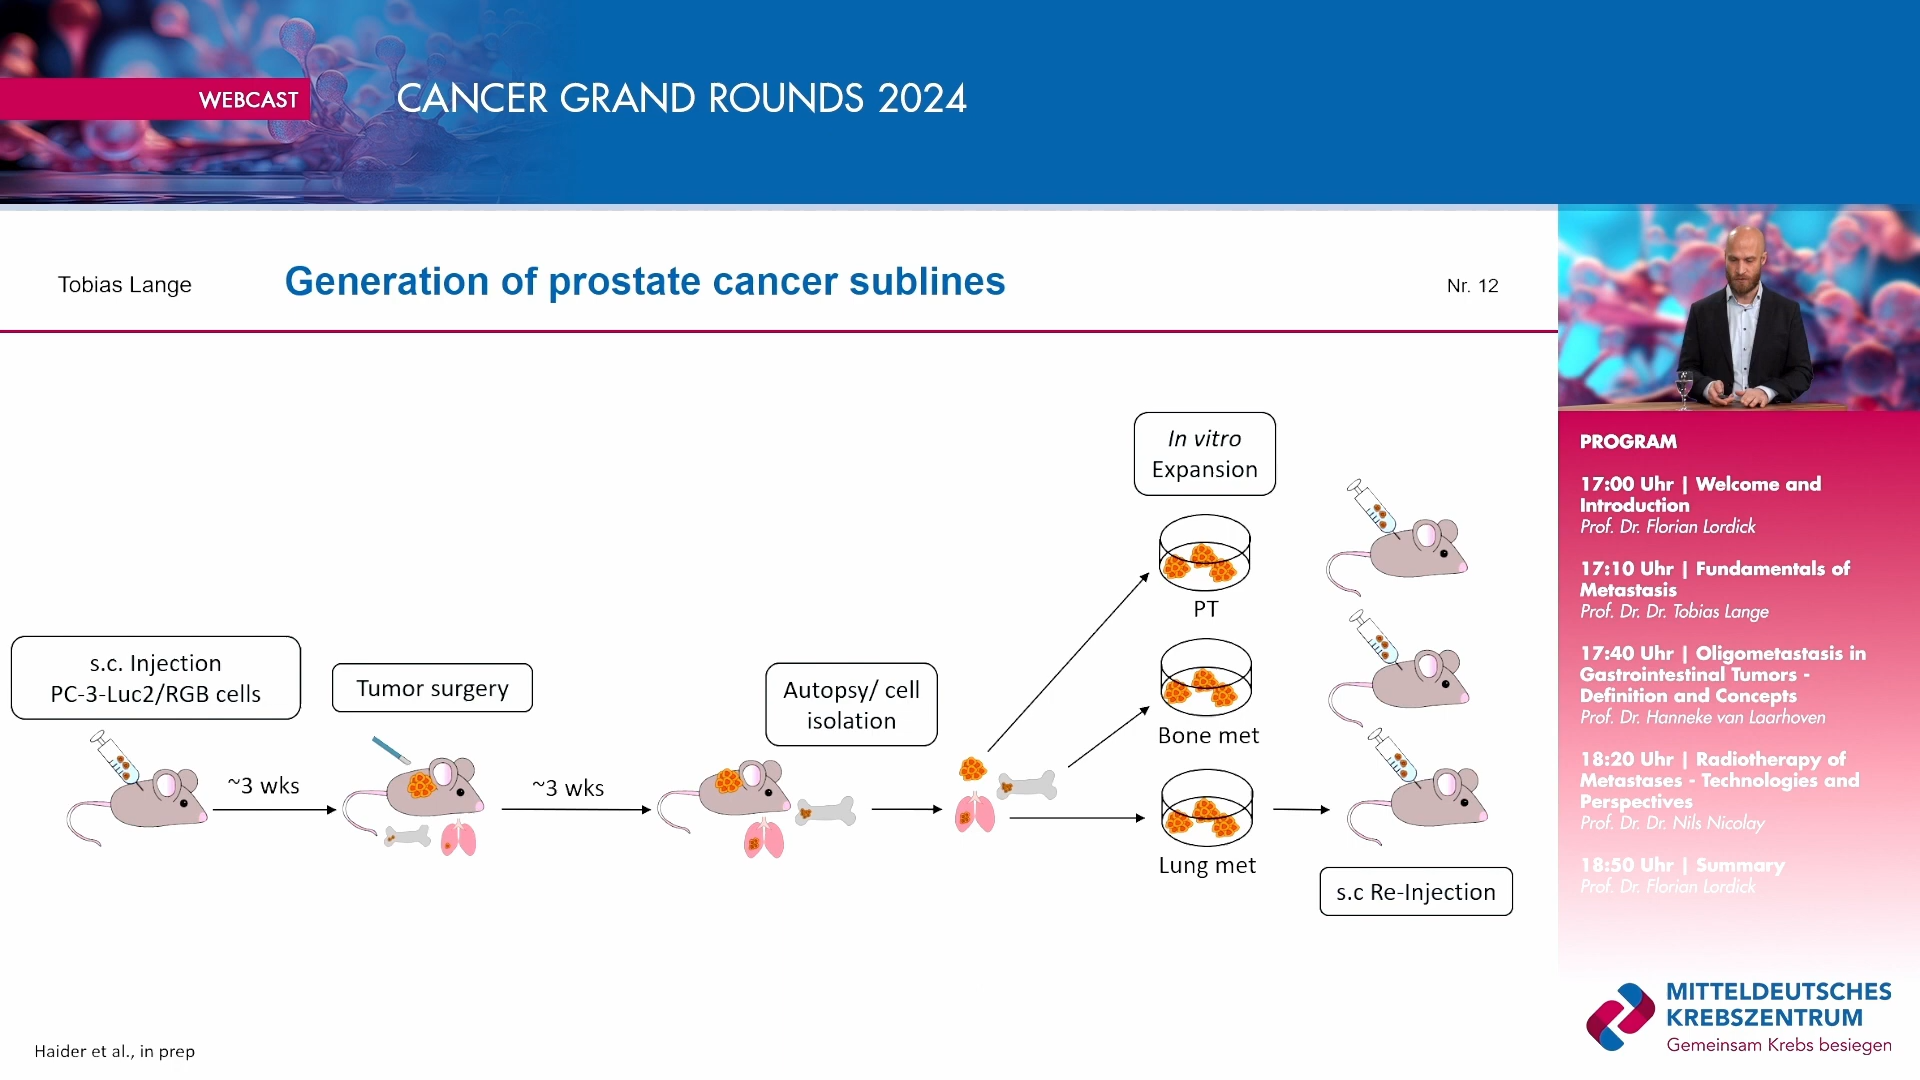 WEBCAST
CANCER GRAND ROUNDS 2024
Tobias Lange
Generation of prostate cancer sublines
Nr. 12
s.c. Injection
PC-3-Luc2/RGB cells
~3 wks
Tumor surgery
~3 wks
Autopsy/ cell
isolation
In vitro
Expansion
PT
Bone met
Lung met
s.c Re-Injection
Haider et al., in prep
PROGRAM
17:00 Uhr | Welcome and
Introduction
Prof. Dr. Florian Lordick
17:10 Uhr | Fundamentals of
Metastasis
Prof. Dr. Dr. Tobias Lange
17:40 Uhr | Oligometastasis in
Gastrointestinal Tumors -
Definition and Concepts
Prof. Dr. Hanneke van Laarhoven
18:20 Uhr | Radiotherapy of
Metastases - Technologies and
Perspectives
Prof. Dr. Dr. Nils Nicolay
18:50 Uhr | Summary
Prof. Dr. Florian Lordick
MITTELDEUTSCHES
KREBSZENTRUM
Gemeinsam Krebs besiegen